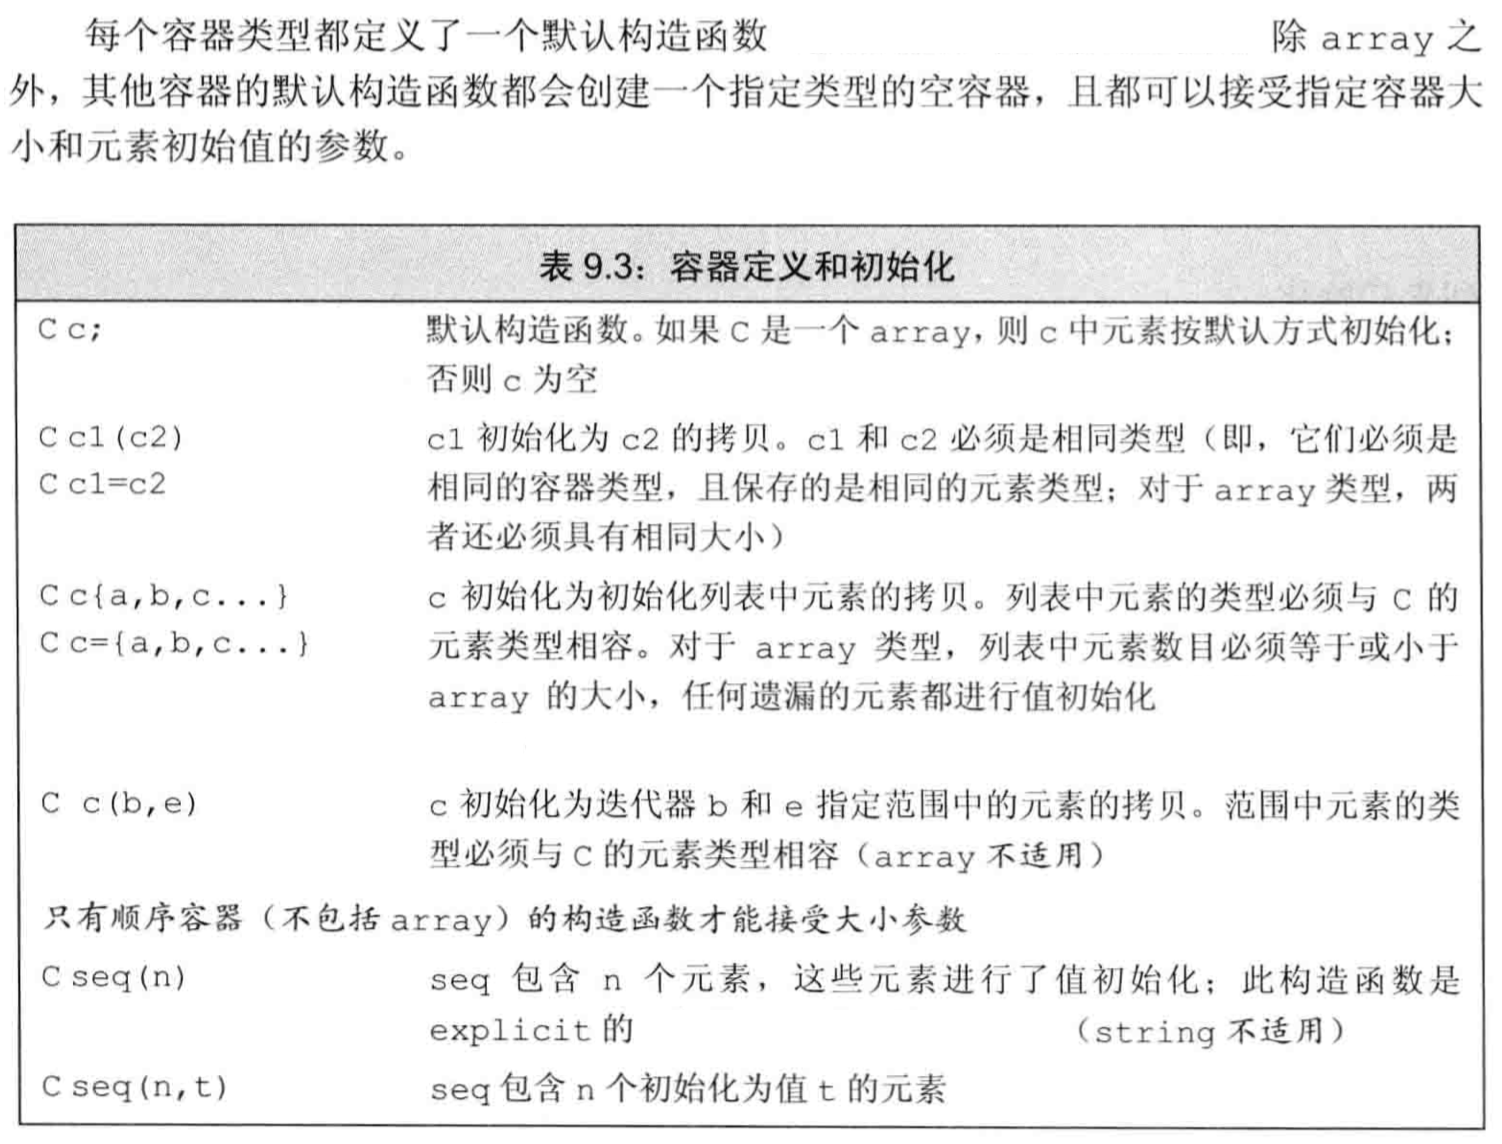 每个容器类型都定义了一个默认构造函数 除 array 之
外，其他容器的默认构造函数都会创建一个指定类型的空容器，且都可以接受指定容器大
小和元素初始值的参数。
表 9.3：容器定义和初始化
C c; 默认构造函数。如果 C 是一个 array，则 c 中元素按默认方式初始化；
否则 c 为空
C c1(c2) c1 初始化为 c2 的拷贝。c1 和 c2 必须是相同类型（即，它们必须是
C c1=c2 相同的容器类型，且保存的是相同的元素类型；对于 array 类型，两
者还必须具有相同大小）
C c{a,b,c...} c 初始化为初始化列表中元素的拷贝。列表中元素的类型必须与 C 的
C c={a,b,c...} 元素类型相容。对于 array 类型，列表中元素数目必须等于或小于
array 的大小，任何遗漏的元素都进行值初始化
C c(b,e) c 初始化为迭代器 b 和 e 指定范围中的元素的拷贝。范围中元素的类
型必须与 C 的元素类型相容（array 不适用）
只有顺序容器（不包括 array）的构造函数才能接受大小参数
C seq(n) seq 包含 n 个元素，这些元素进行了值初始化；此构造函数是
explicit 的 （string 不适用）
C seq(n,t) seq 包含 n 个初始化为值 t 的元素